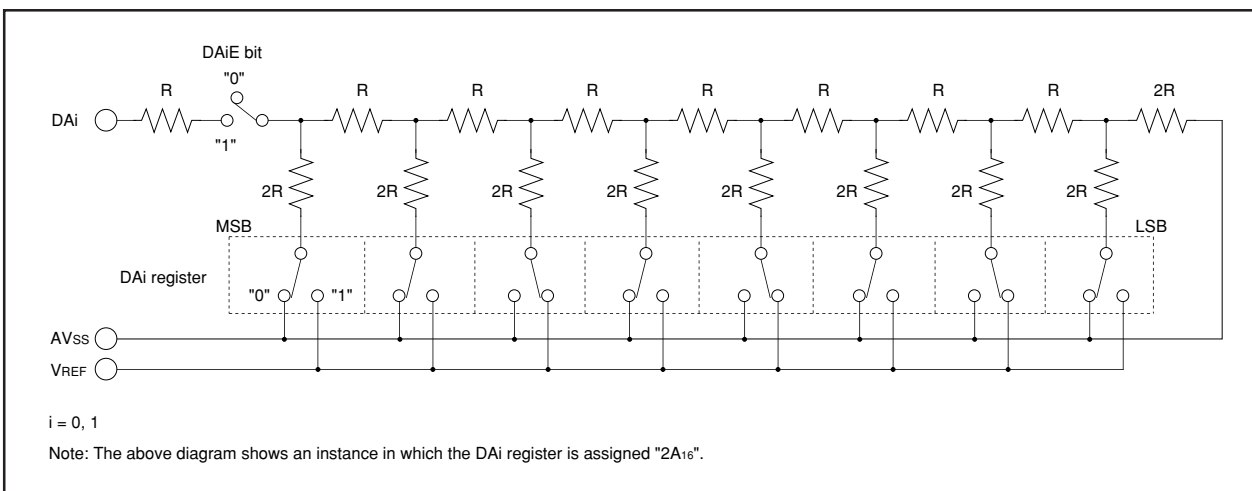 DAiE bit
"0"
R R R R R R R R 2R
DAi
"1"
2R 2R 2R 2R 2R 2R 2R 2R
MSB LSB
DAi register
"0" "1"
AVSS
VREF
i = 0, 1
Note: The above diagram shows an instance in which the DAi register is assigned "2A16".